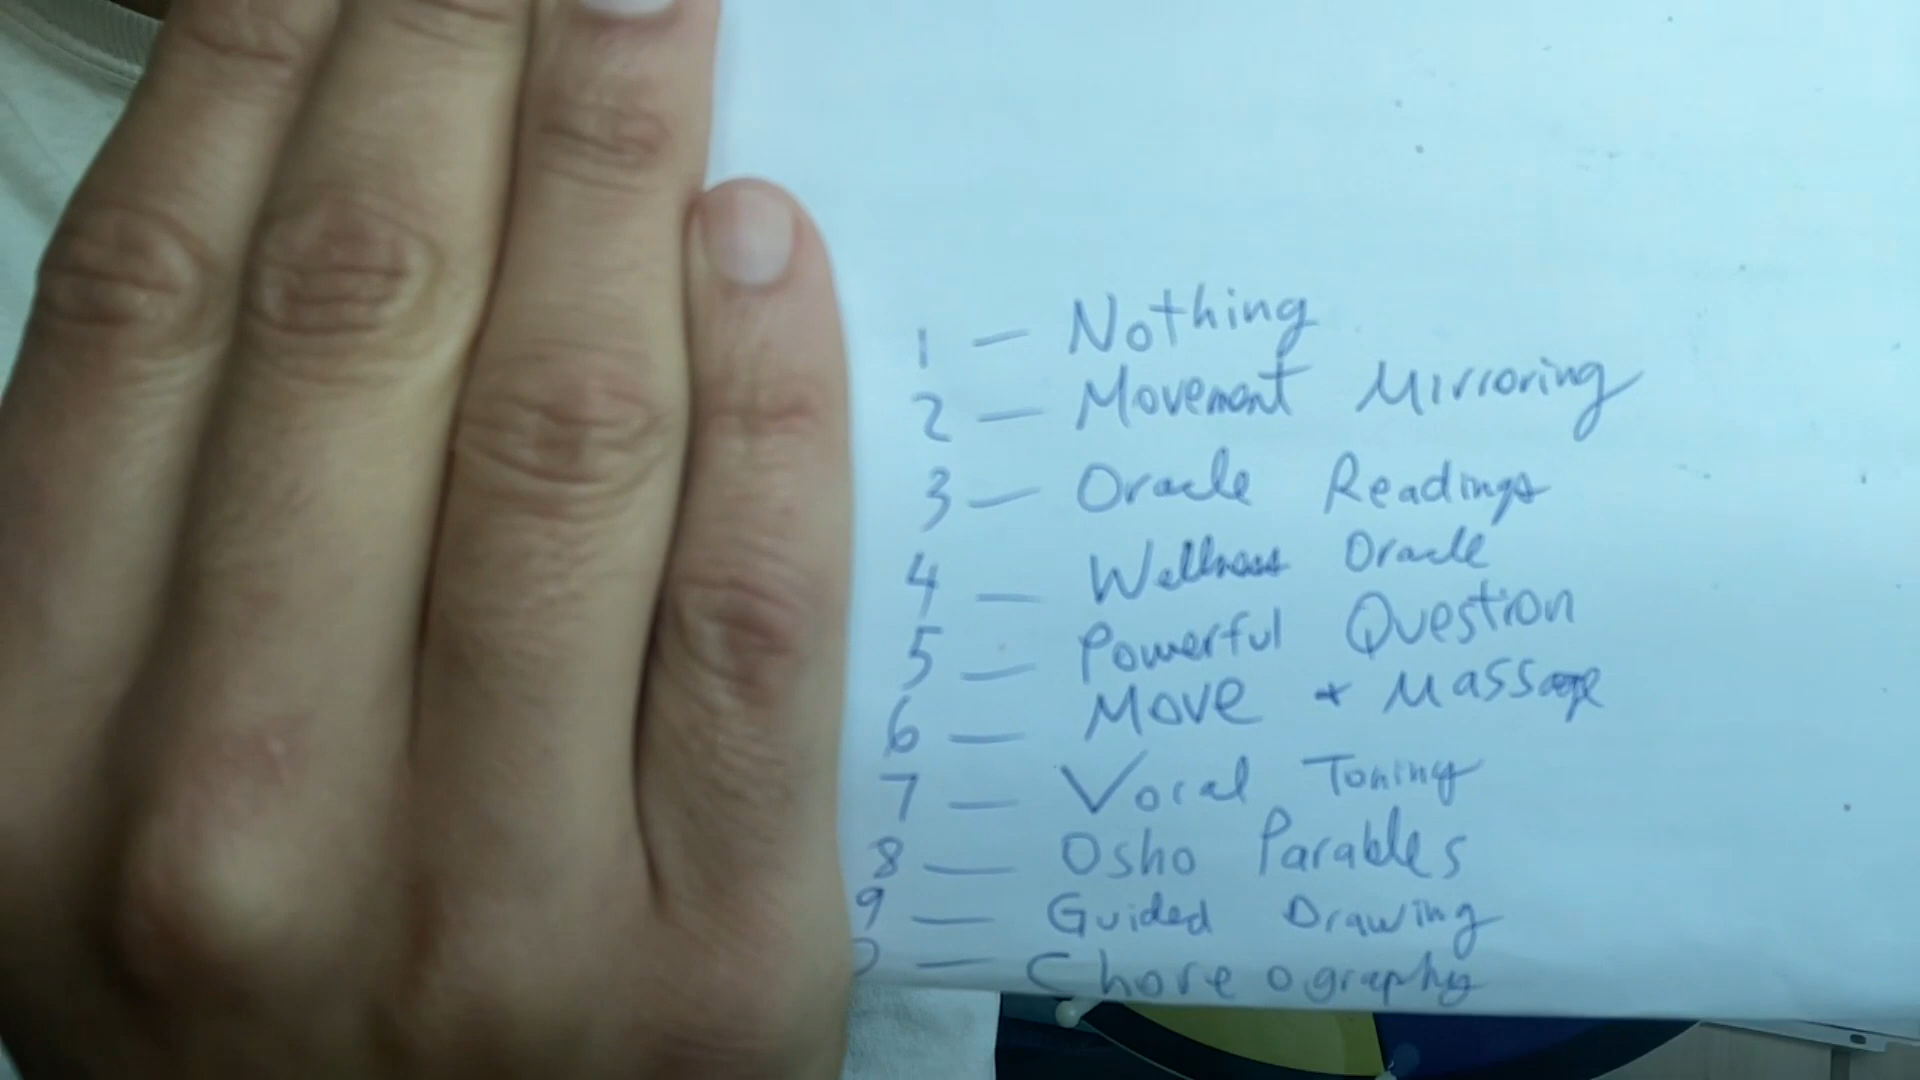 1 — Nothing
2 — Movement Mirroring
3 — Oracle Readings
4 — Wellness Oracle
5 — Powerful Question
6 — Move + Massage
7 — Vocal Toning
8 — Osho Parables
9 — Guided Drawing
0 — Choreography